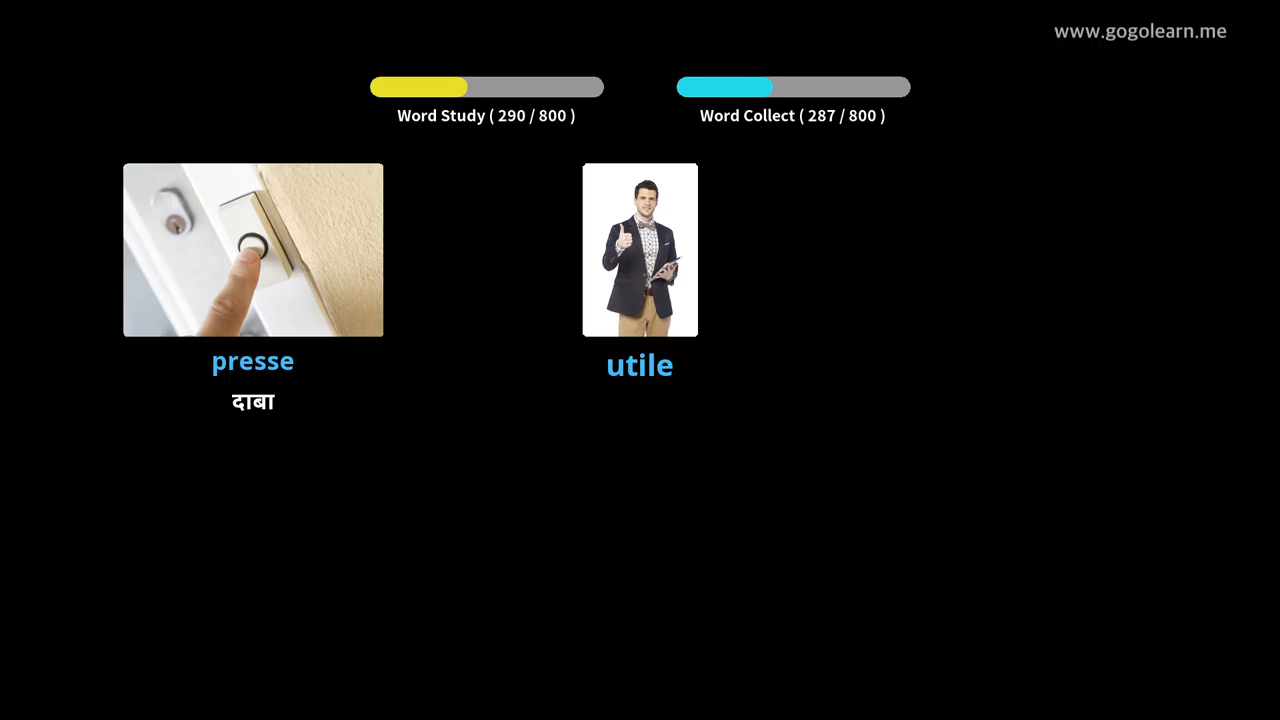 www.gogolearn.me
Word Study ( 290 / 800 )
Word Collect ( 287 / 800 )
presse
दाबा
utile